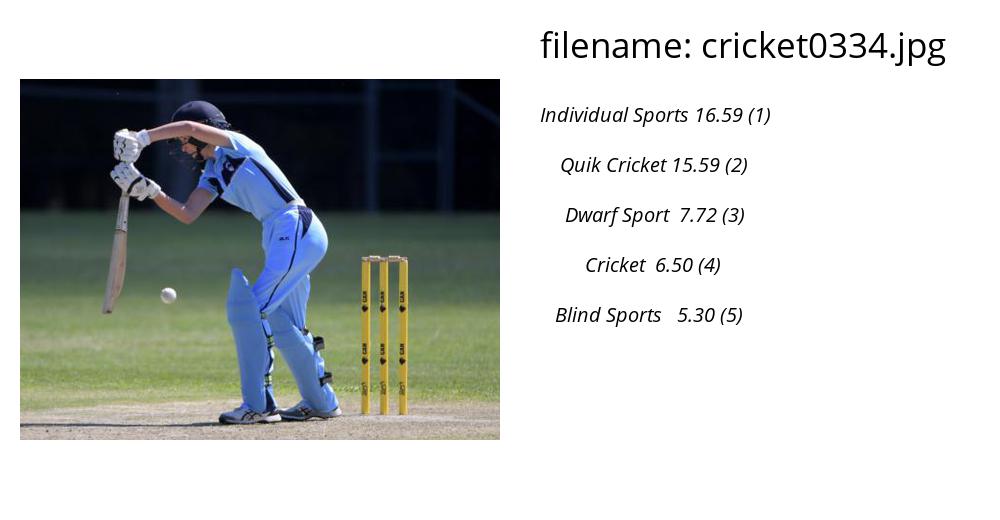 filename: cricket0334.jpg
Individual Sports 16.59 (1)
Quik Cricket 15.59 (2)
Dwarf Sport 7.72 (3)
Cricket 6.50 (4)
Blind Sports 5.30 (5)